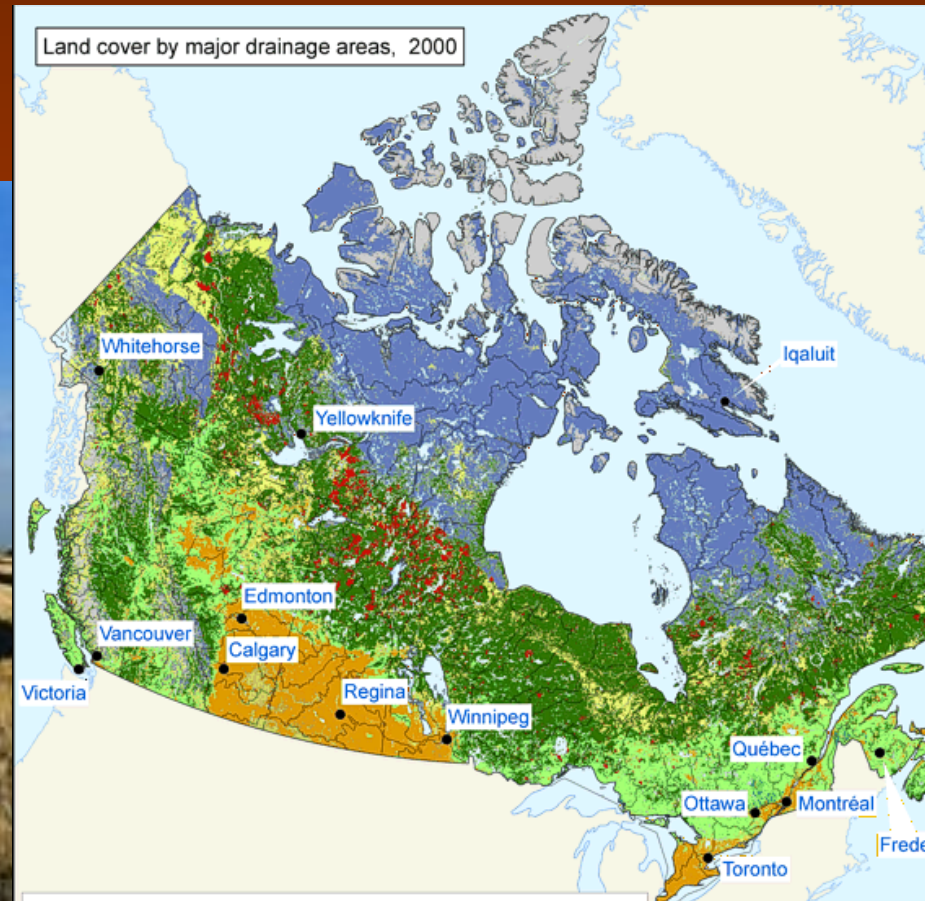 Land cover by major drainage areas, 2000
Whitehorse
Iqaluit
Yellowknife
Edmonton
Vancouver
Calgary
Victoria
Regina
Winnipeg
Québec
Ottawa
Montréal
Frede
Toronto